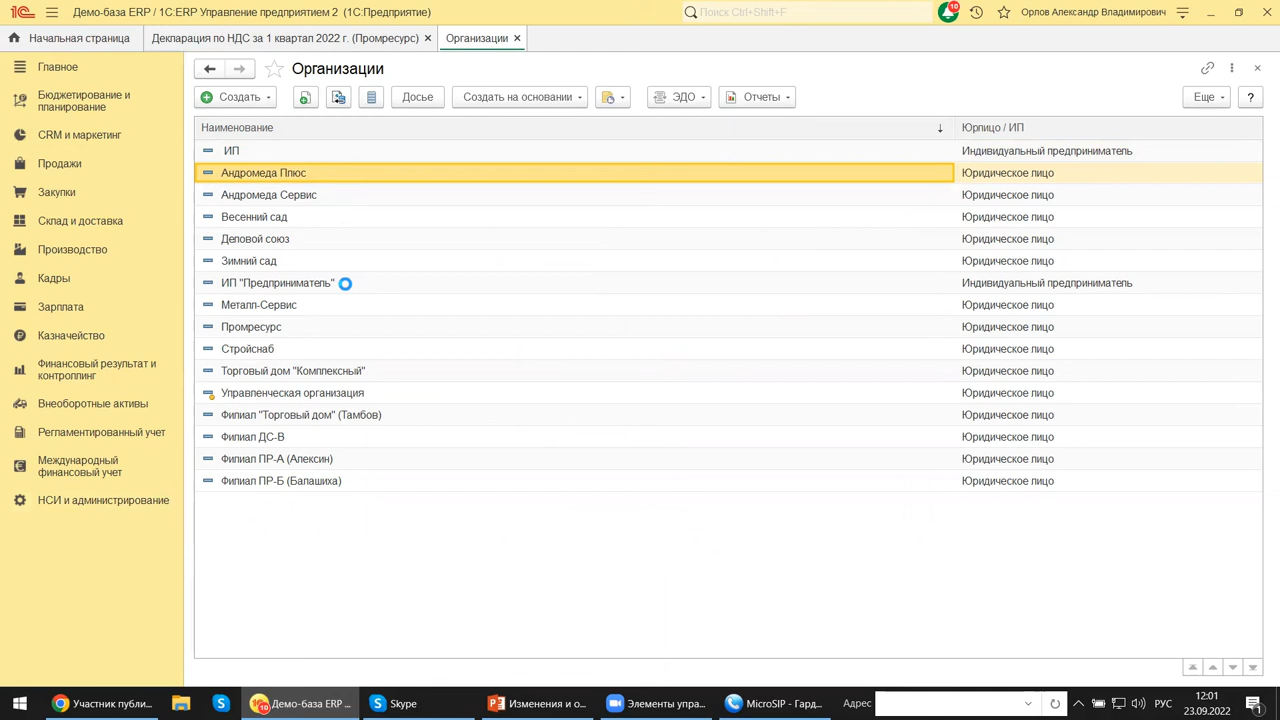 Демо-база ERP / 1С:ERP Управление предприятием 2 (1С:Предприятие)
Поиск Ctrl+Shift+F
10
Орлов Александр Владимирович
Начальная страница
Декларация по НДС за 1 квартал 2022 г. (Промресурс)
Организации
Главное
Бюджетирование и планирование
CRM и маркетинг
Продажи
Закупки
Склад и доставка
Производство
Кадры
Зарплата
Казначейство
Финансовый результат и контроллинг
Внеоборотные активы
Регламентированный учет
Международный финансовый учет
НСИ и администрирование
Организации
Создать
Досье
Создать на основании
ЭДО
Отчеты
Еще
?
Наименование
Юрлицо / ИП
ИП
Индивидуальный предприниматель
Андромеда Плюс
Юридическое лицо
Андромеда Сервис
Юридическое лицо
Весенний сад
Юридическое лицо
Деловой союз
Юридическое лицо
Зимний сад
Юридическое лицо
ИП "Предприниматель"
Индивидуальный предприниматель
Металл-Сервис
Юридическое лицо
Промресурс
Юридическое лицо
Стройснаб
Юридическое лицо
Торговый дом "Комплексный"
Юридическое лицо
Управленческая организация
Юридическое лицо
Филиал "Торговый дом" (Тамбов)
Юридическое лицо
Филиал ДС-В
Юридическое лицо
Филиал ПР-А (Алексин)
Юридическое лицо
Филиал ПР-Б (Балашиха)
Юридическое лицо
Участник публи...
Демо-база ERP ...
Skype
Изменения и о...
Элементы упра...
MicroSIP - Гард...
Адрес
РУС
12:01
23.09.2022